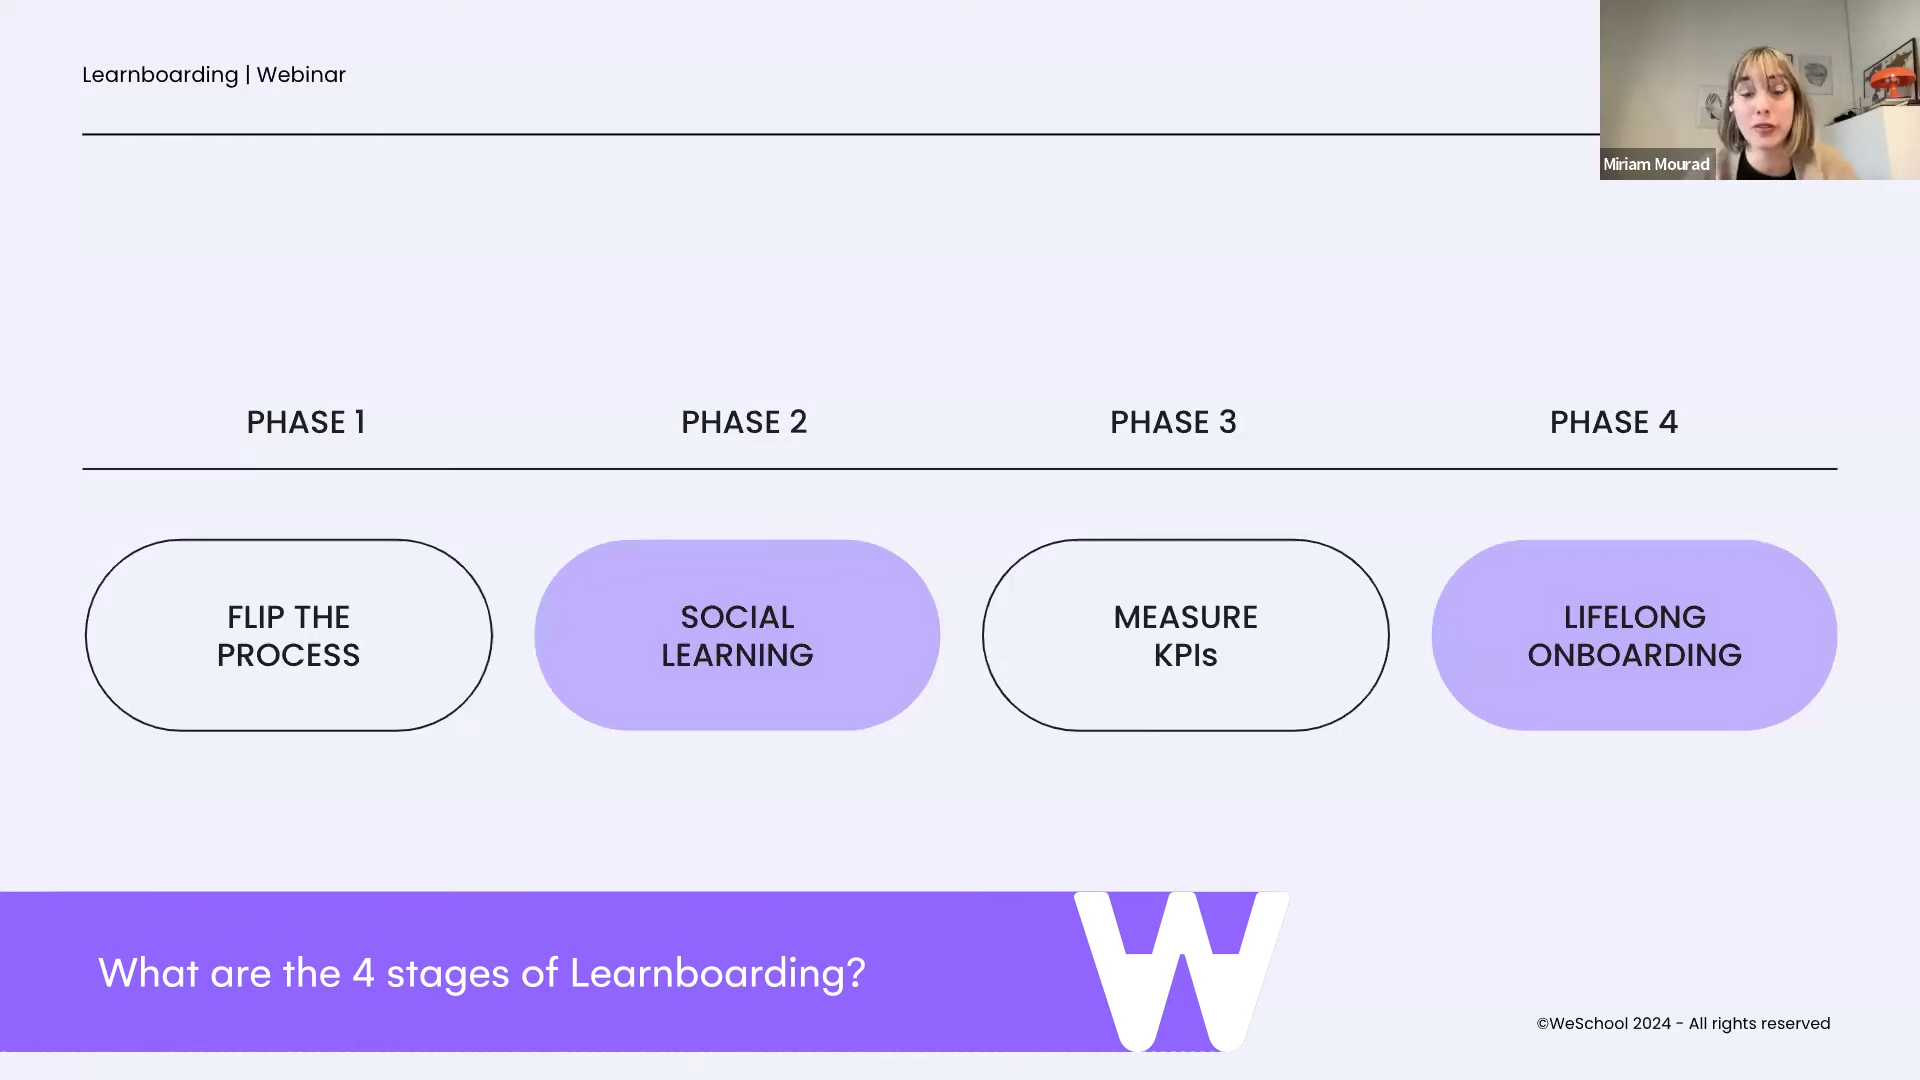 Learnboarding | Webinar
Miriam Mourad
PHASE 1
PHASE 2
PHASE 3
PHASE 4
FLIP THE
PROCESS
SOCIAL
LEARNING
MEASURE
KPIs
LIFELONG
ONBOARDING
What are the 4 stages of Learnboarding?
W
©WeSchool 2024 - All rights reserved